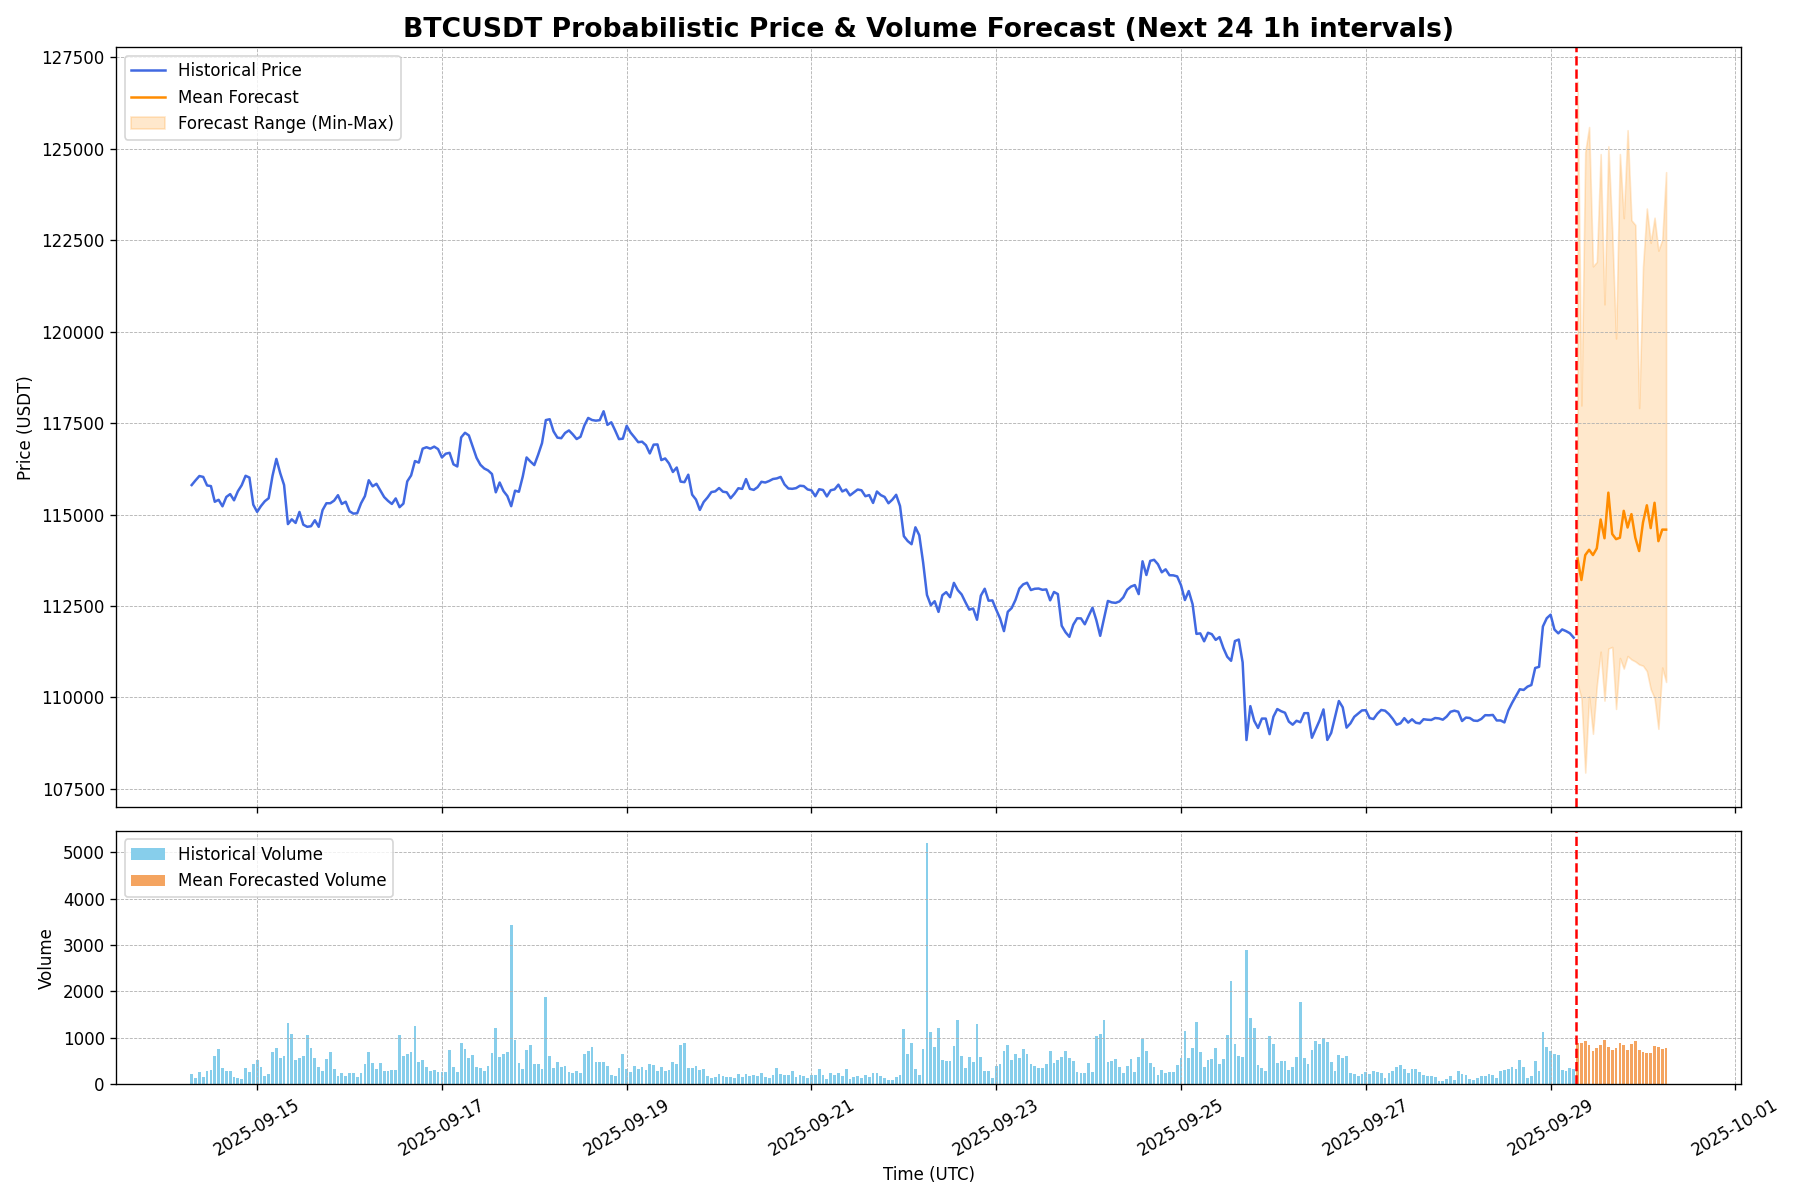 BTCUSDT Probabilistic Price & Volume Forecast (Next 24 1h intervals)
Historical Price
Mean Forecast
Forecast Range (Min-Max)
127500
125000
122500
120000
117500
115000
112500
110000
107500
Price (USDT)
Historical Volume
Mean Forecasted Volume
5000
4000
3000
2000
1000
0
Volume
2025-09-15
2025-09-17
2025-09-19
2025-09-21
2025-09-23
2025-09-25
2025-09-27
2025-09-29
2025-10-01
Time (UTC)